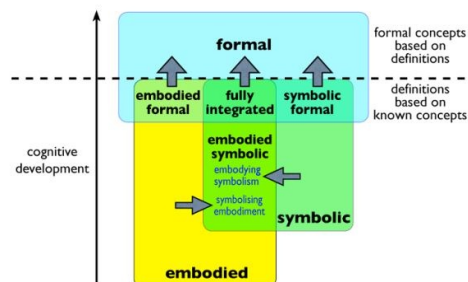 formal
formal concepts
based on
definitions
definitions
based on
known concepts
embodied
formal
fully
integrated
symbolic
formal
cognitive
development
embodied
symbolic
embodying
symbolism
symbolising
embodiment
symbolic
embodied